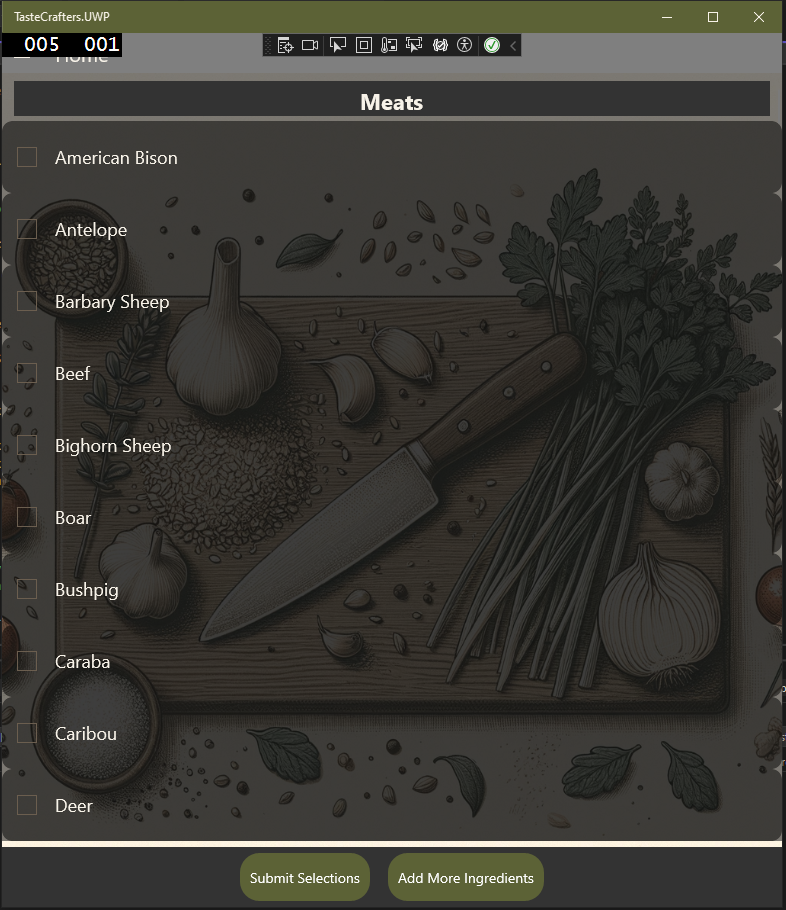 TasteCrafters.UWP
005 001
Home
Meats
American Bison
Antelope
Barbary Sheep
Beef
Bighorn Sheep
Boar
Bushpig
Caraba
Caribou
Deer
Submit Selections
Add More Ingredients